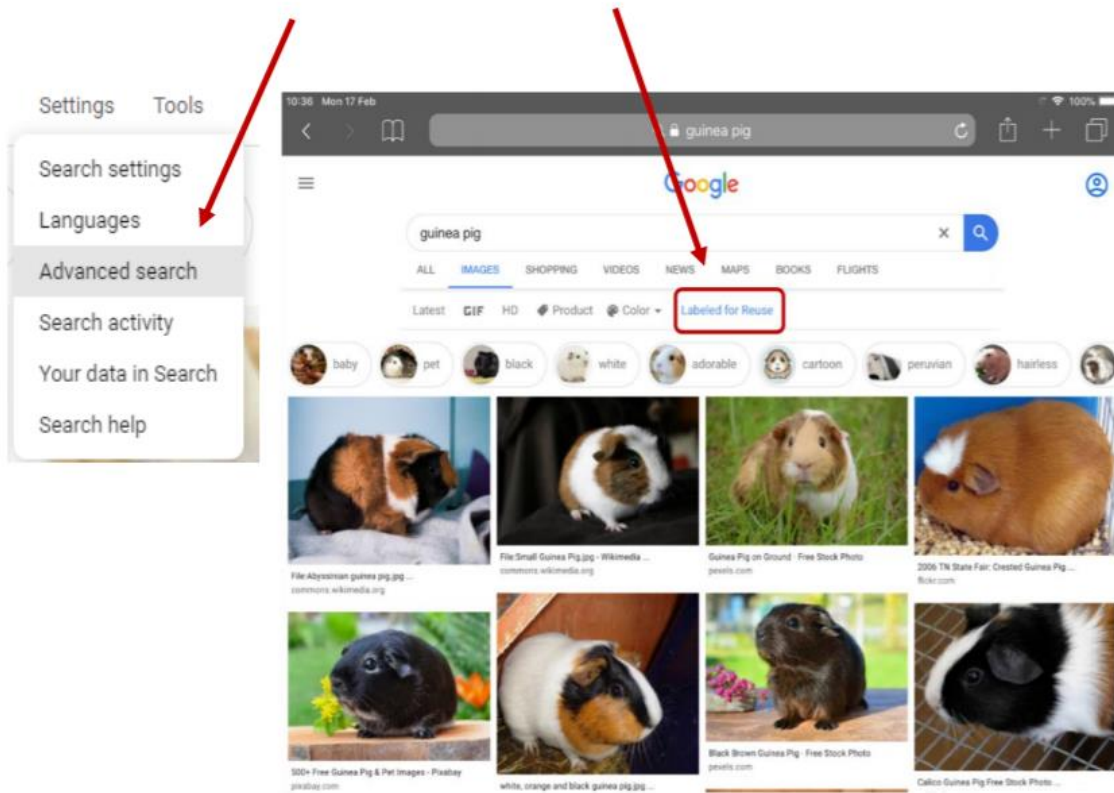 Settings Tools
Search settings
Languages
Advanced search
Search activity
Your data in Search
Search help
10:36 Mon 17 Feb
100%
guinea pig
Google
guinea pig
ALL IMAGES SHOPPING VIDEOS NEWS MAPS BOOKS FLIGHTS
Latest GIF HD Product Color Labeled for Reuse
baby pet black white adorable cartoon peruvian hairless
File:Abyssinian guinea pig.jpg ...
commons.wikimedia.org
File:Small Guinea Pig.jpg - Wikimedia ...
commons.wikimedia.org
Guinea Pig on Ground · Free Stock Photo
pexels.com
2006 TN State Fair: Crested Guinea Pig ...
flickr.com
500+ Free Guinea Pig & Pet Images - Pixabay
pixabay.com
white, orange and black guinea pig.jpg ...
Black Brown Guinea Pig · Free Stock Photo
pexels.com
Calico Guinea Pig Free Stock Photo ...